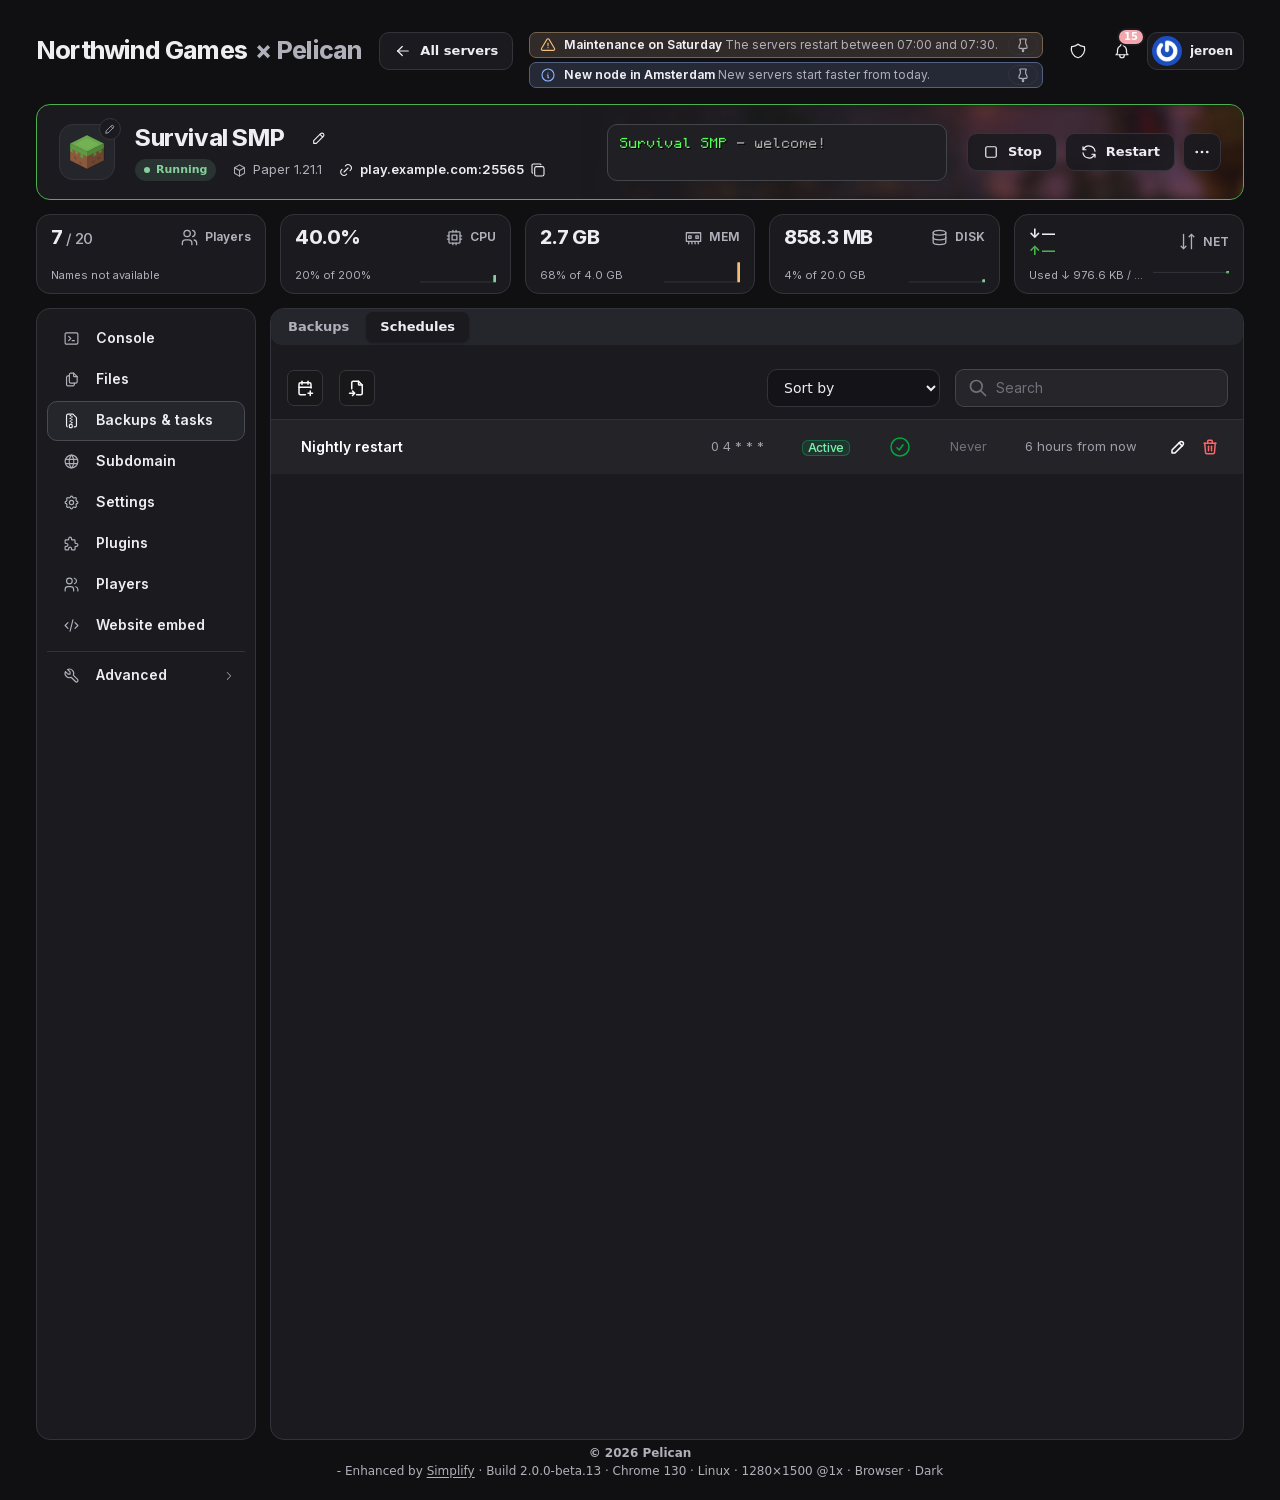 Northwind Games × Pelican
All servers
Maintenance on Saturday The servers restart between 07:00 and 07:30.
New node in Amsterdam New servers start faster from today.
15
jeroen
Survival SMP
Running
Paper 1.21.1
play.example.com:25565
Survival SMP - welcome!
Stop
Restart
7 / 20
Players
Names not available
40.0%
CPU
20% of 200%
2.7 GB
MEM
68% of 4.0 GB
858.3 MB
DISK
4% of 20.0 GB
↓—
↑—
NET
Used ↓ 976.6 KB / ...
Console
Files
Backups & tasks
Subdomain
Settings
Plugins
Players
Website embed
Advanced
Backups
Schedules
Sort by
Search
Nightly restart
0 4 * * *
Active
Never
6 hours from now
© 2026 Pelican
- Enhanced by Simplify · Build 2.0.0-beta.13 · Chrome 130 · Linux · 1280×1500 @1x · Browser · Dark